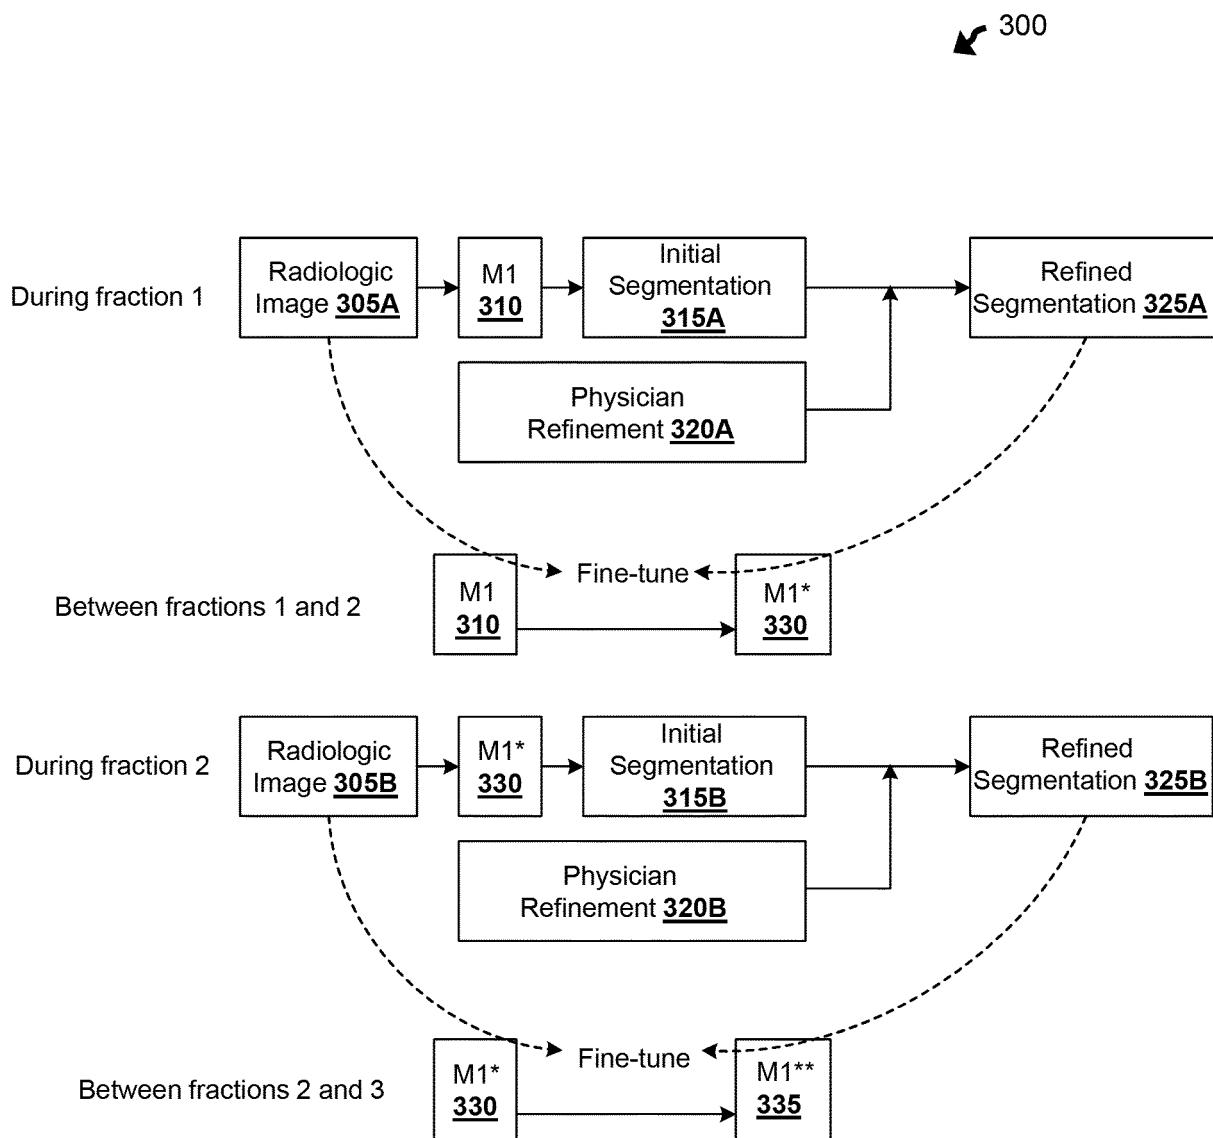 300
During fraction 1
Radiologic
Image 305A
M1
310
Initial
Segmentation
315A
Refined
Segmentation 325A
Physician
Refinement 320A
Between fractions 1 and 2
M1
310
Fine-tune
M1*
330
During fraction 2
Radiologic
Image 305B
M1*
330
Initial
Segmentation
315B
Refined
Segmentation 325B
Physician
Refinement 320B
Between fractions 2 and 3
M1*
330
Fine-tune
M1**
335